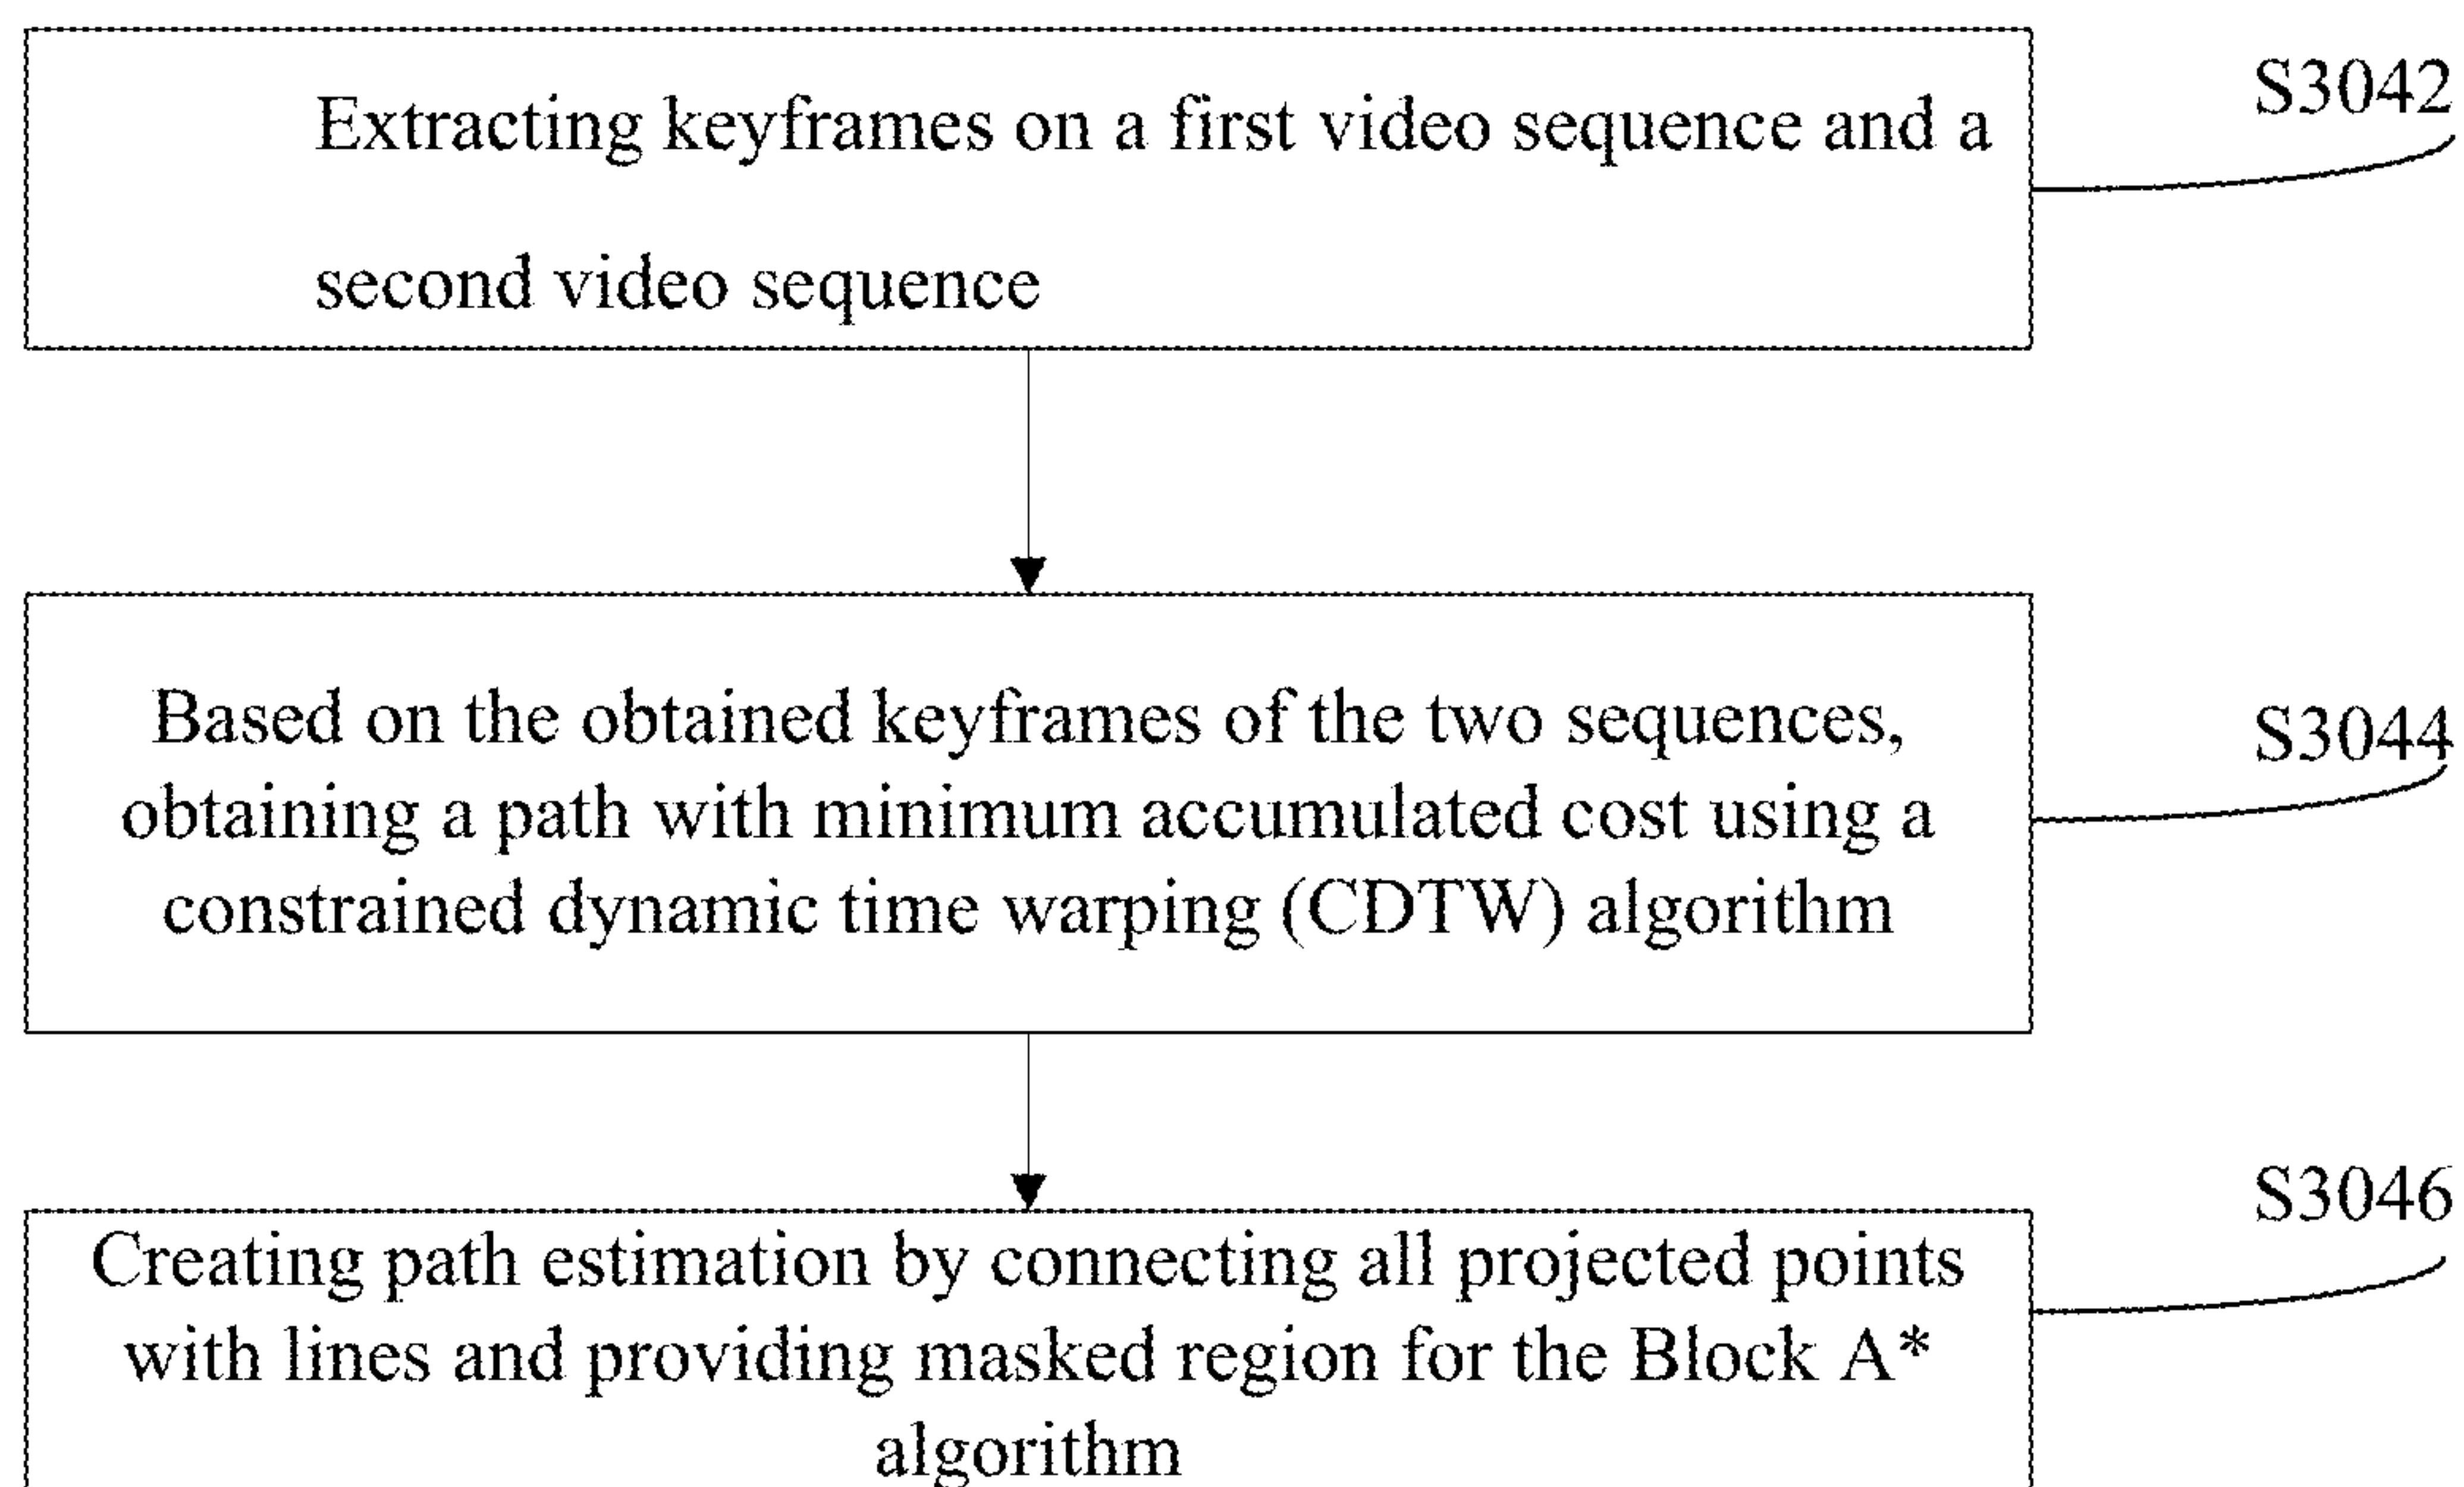 Extracting keyframes on a first video sequence and a
S3042
second video sequence
Based on the obtained keyframes of the two sequences,
S3044
obtaining a path with minimum accumulated cost using a
constrained dynamic time warping (CDTW) algorithm
S3046
Creating path estimation by connecting all projected points
with lines and providing masked region for the Block A*
algorithm